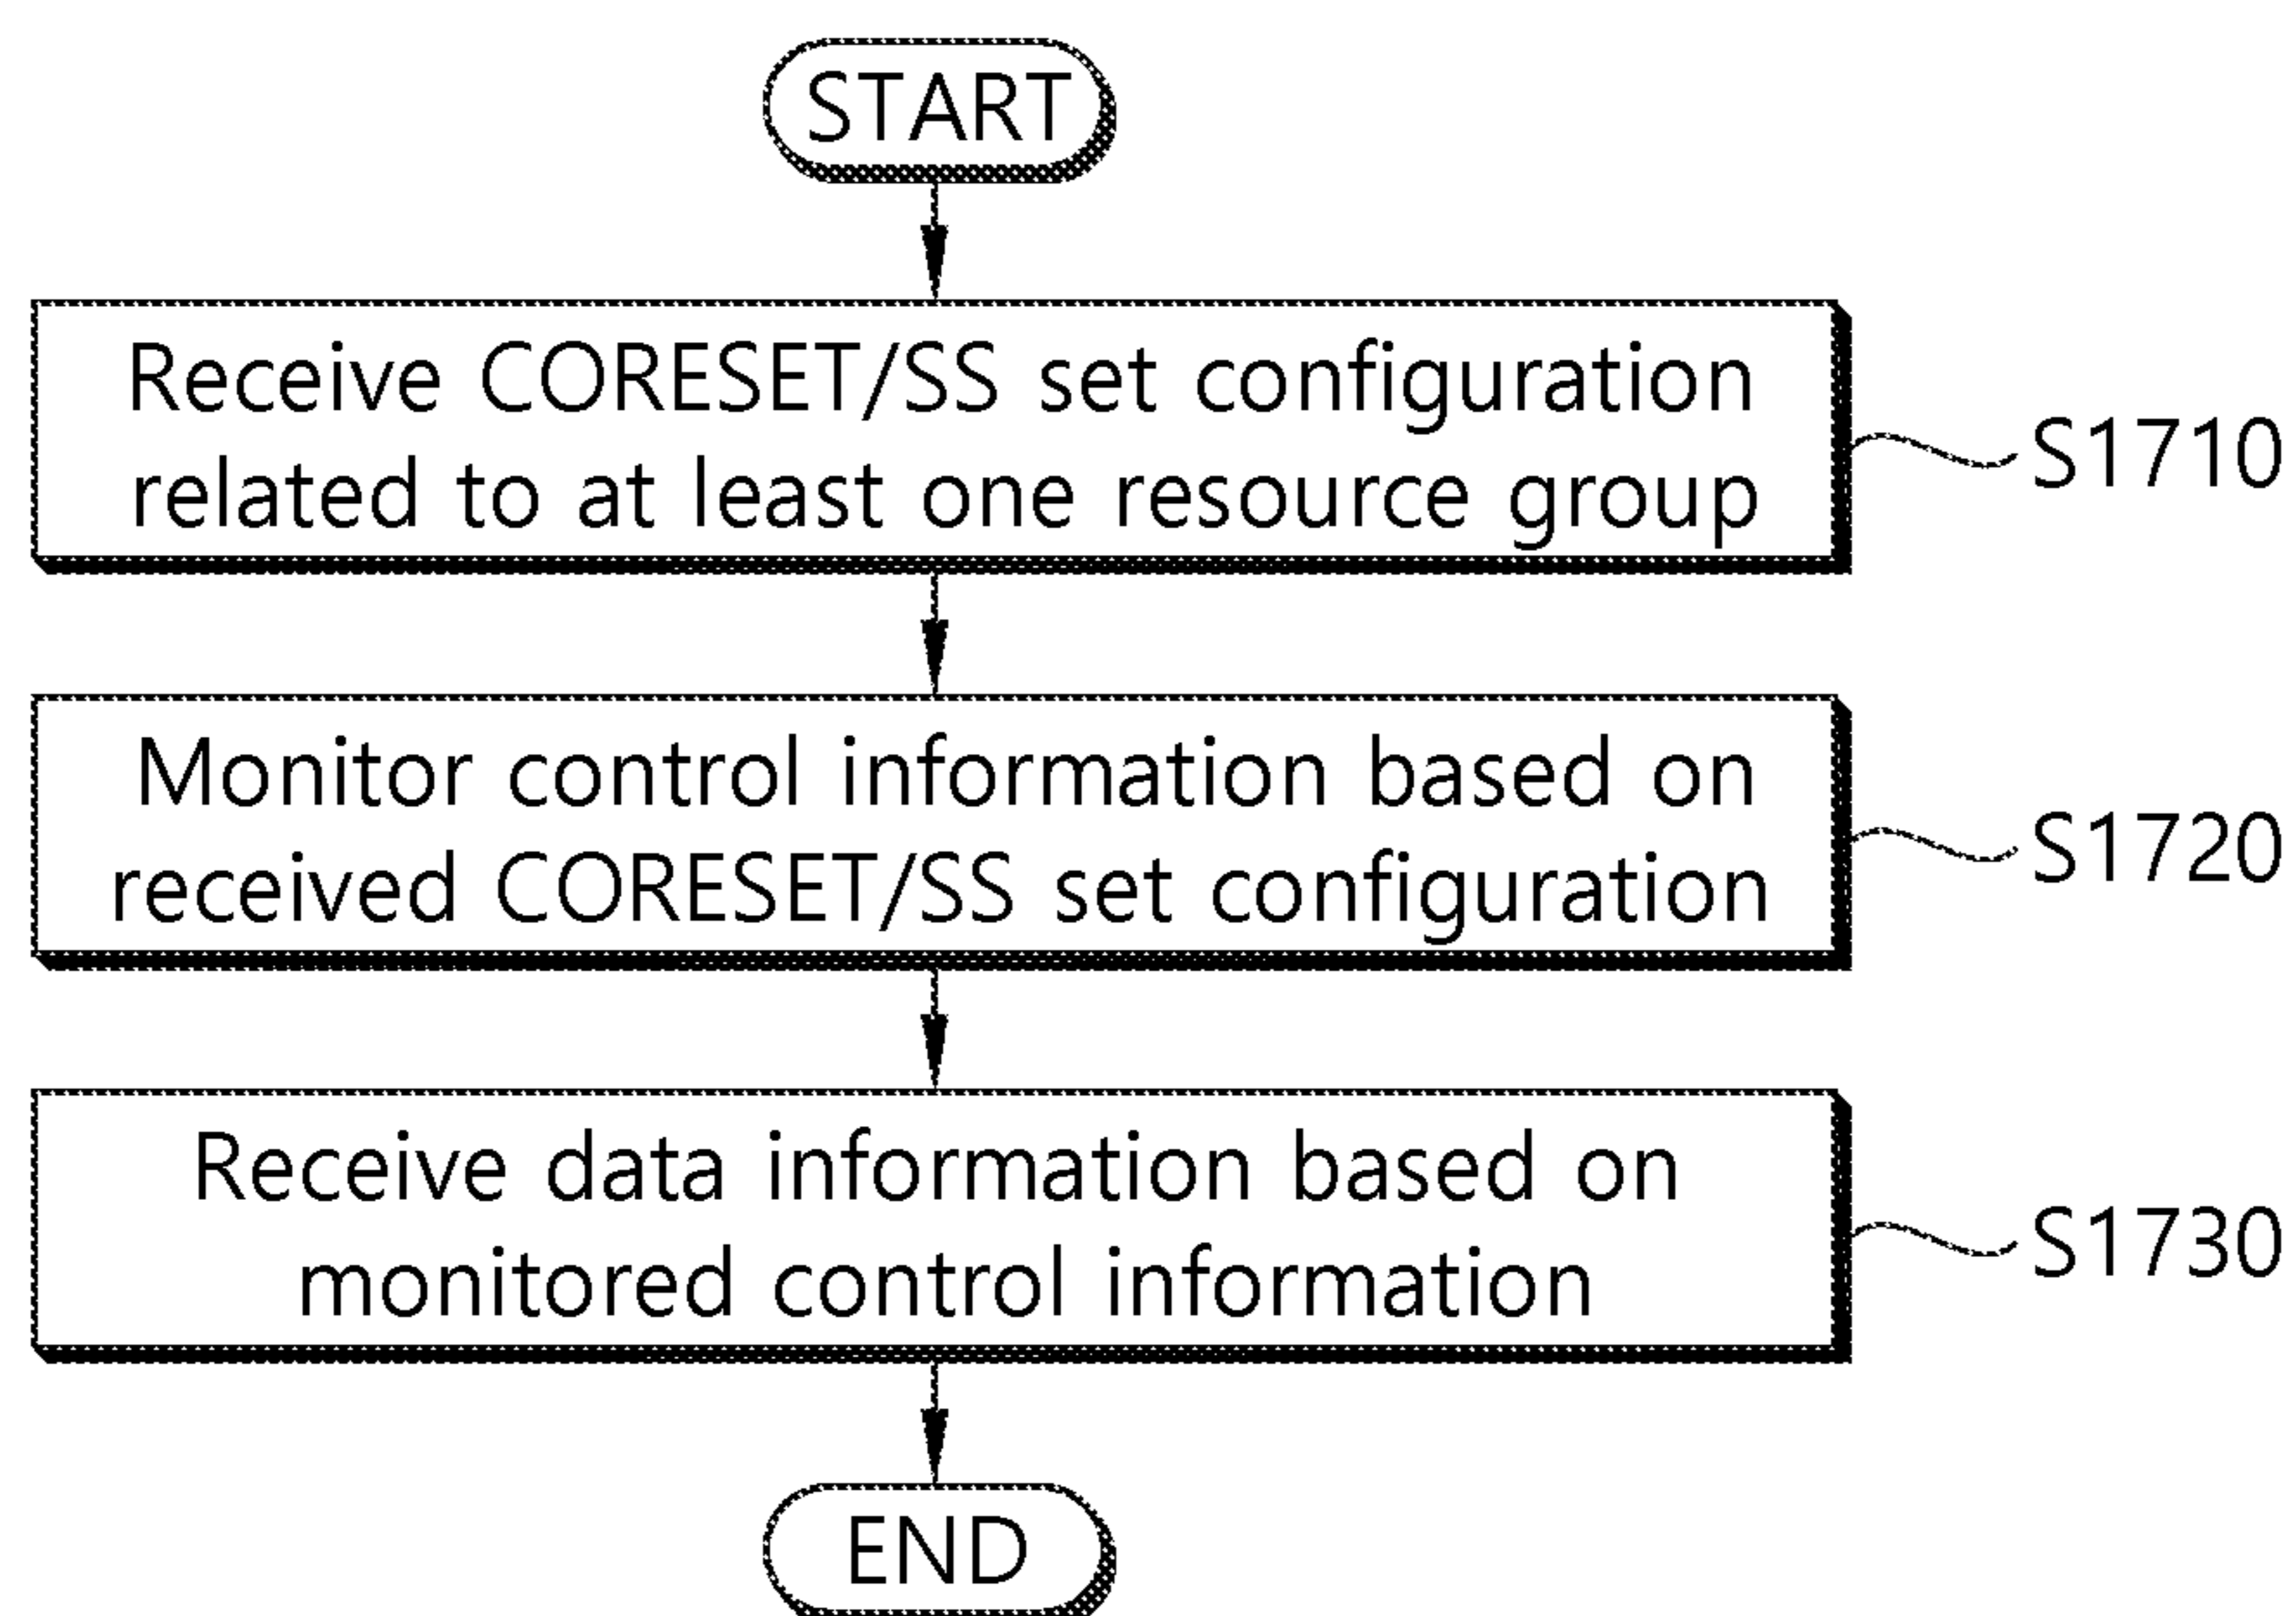 START
Receive CORESET/SS set configuration
related to at least one resource group
S1710
Monitor control information based on
received CORESET/SS set configuration
S1720
Receive data information based on
monitored control information
S1730
END